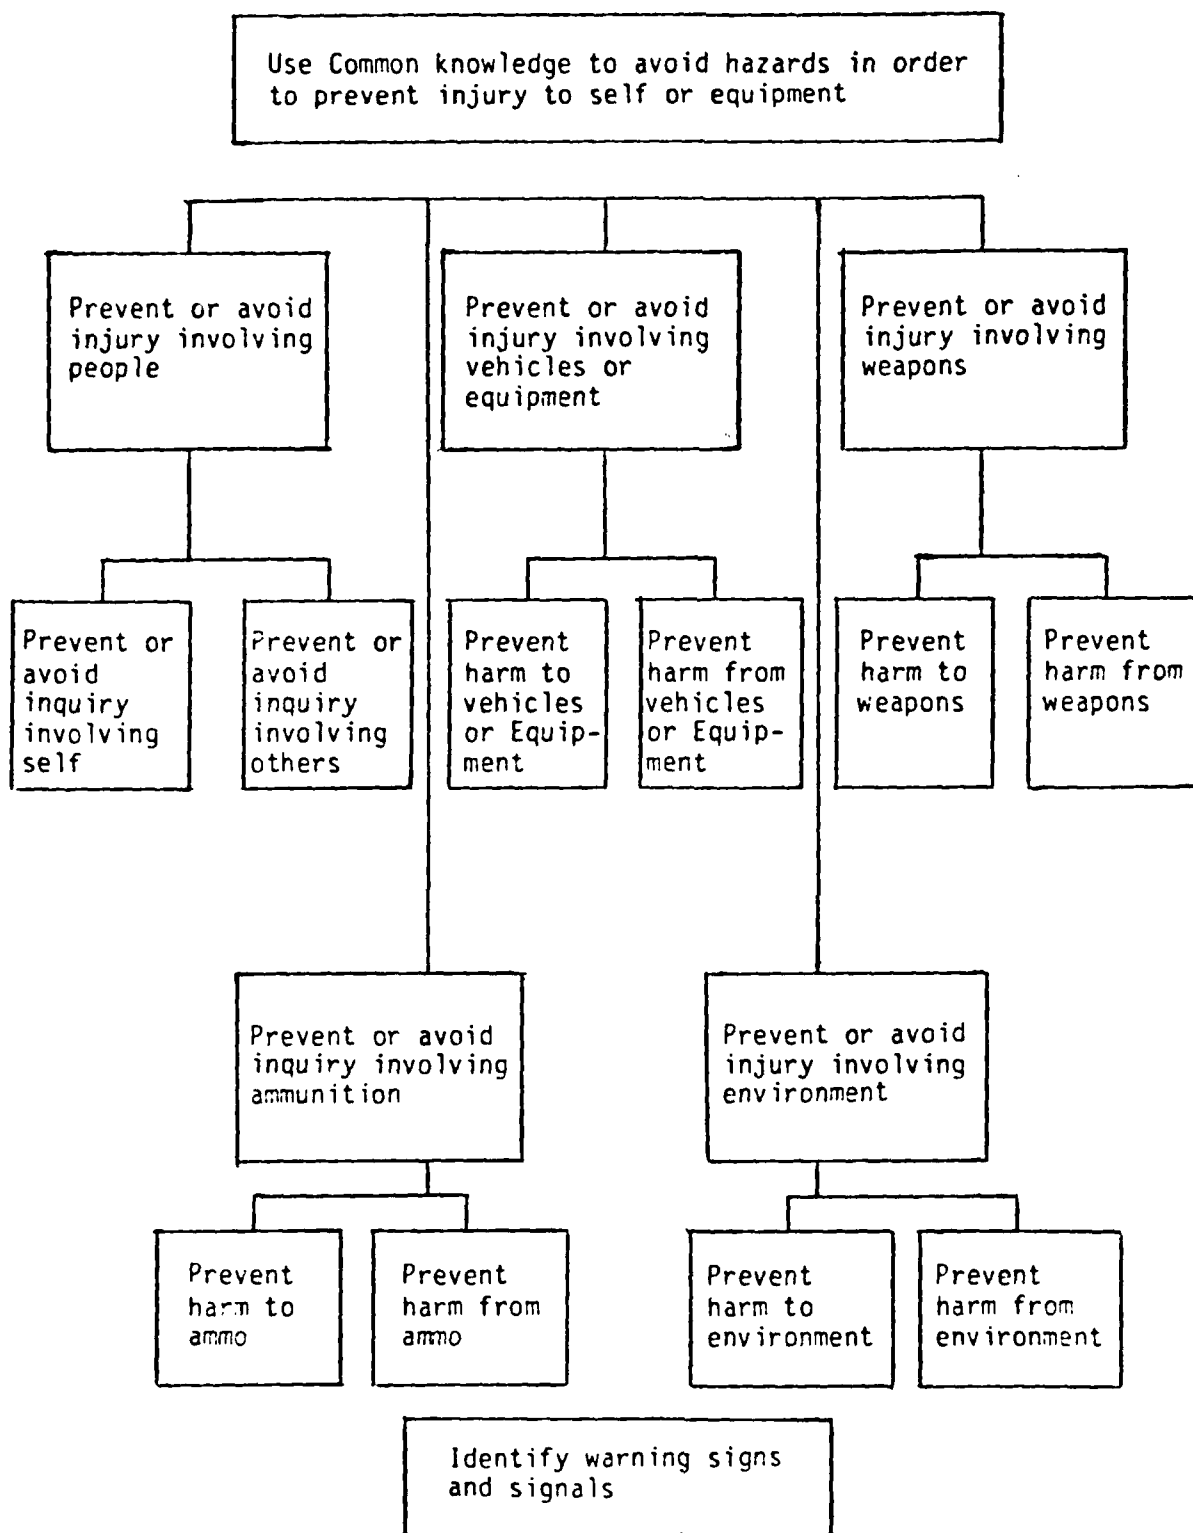 Use Common knowledge to avoid hazards in order
to prevent injury to self or equipment
Prevent or avoid
injury involving
people
Prevent or avoid
injury involving
vehicles or
equipment
Prevent or avoid
injury involving
weapons
Prevent or
avoid
inquiry
involving
self
Prevent or
avoid
inquiry
involving
others
Prevent
harm to
vehicles
or Equip-
ment
Prevent
harm from
vehicles
or Equip-
ment
Prevent
harm to
weapons
Prevent
harm from
weapons
Prevent or avoid
inquiry involving
ammunition
Prevent or avoid
injury involving
environment
Prevent
harm to
ammo
Prevent
harm from
ammo
Prevent
harm to
environment
Prevent
harm from
environment
Identify warning signs
and signals